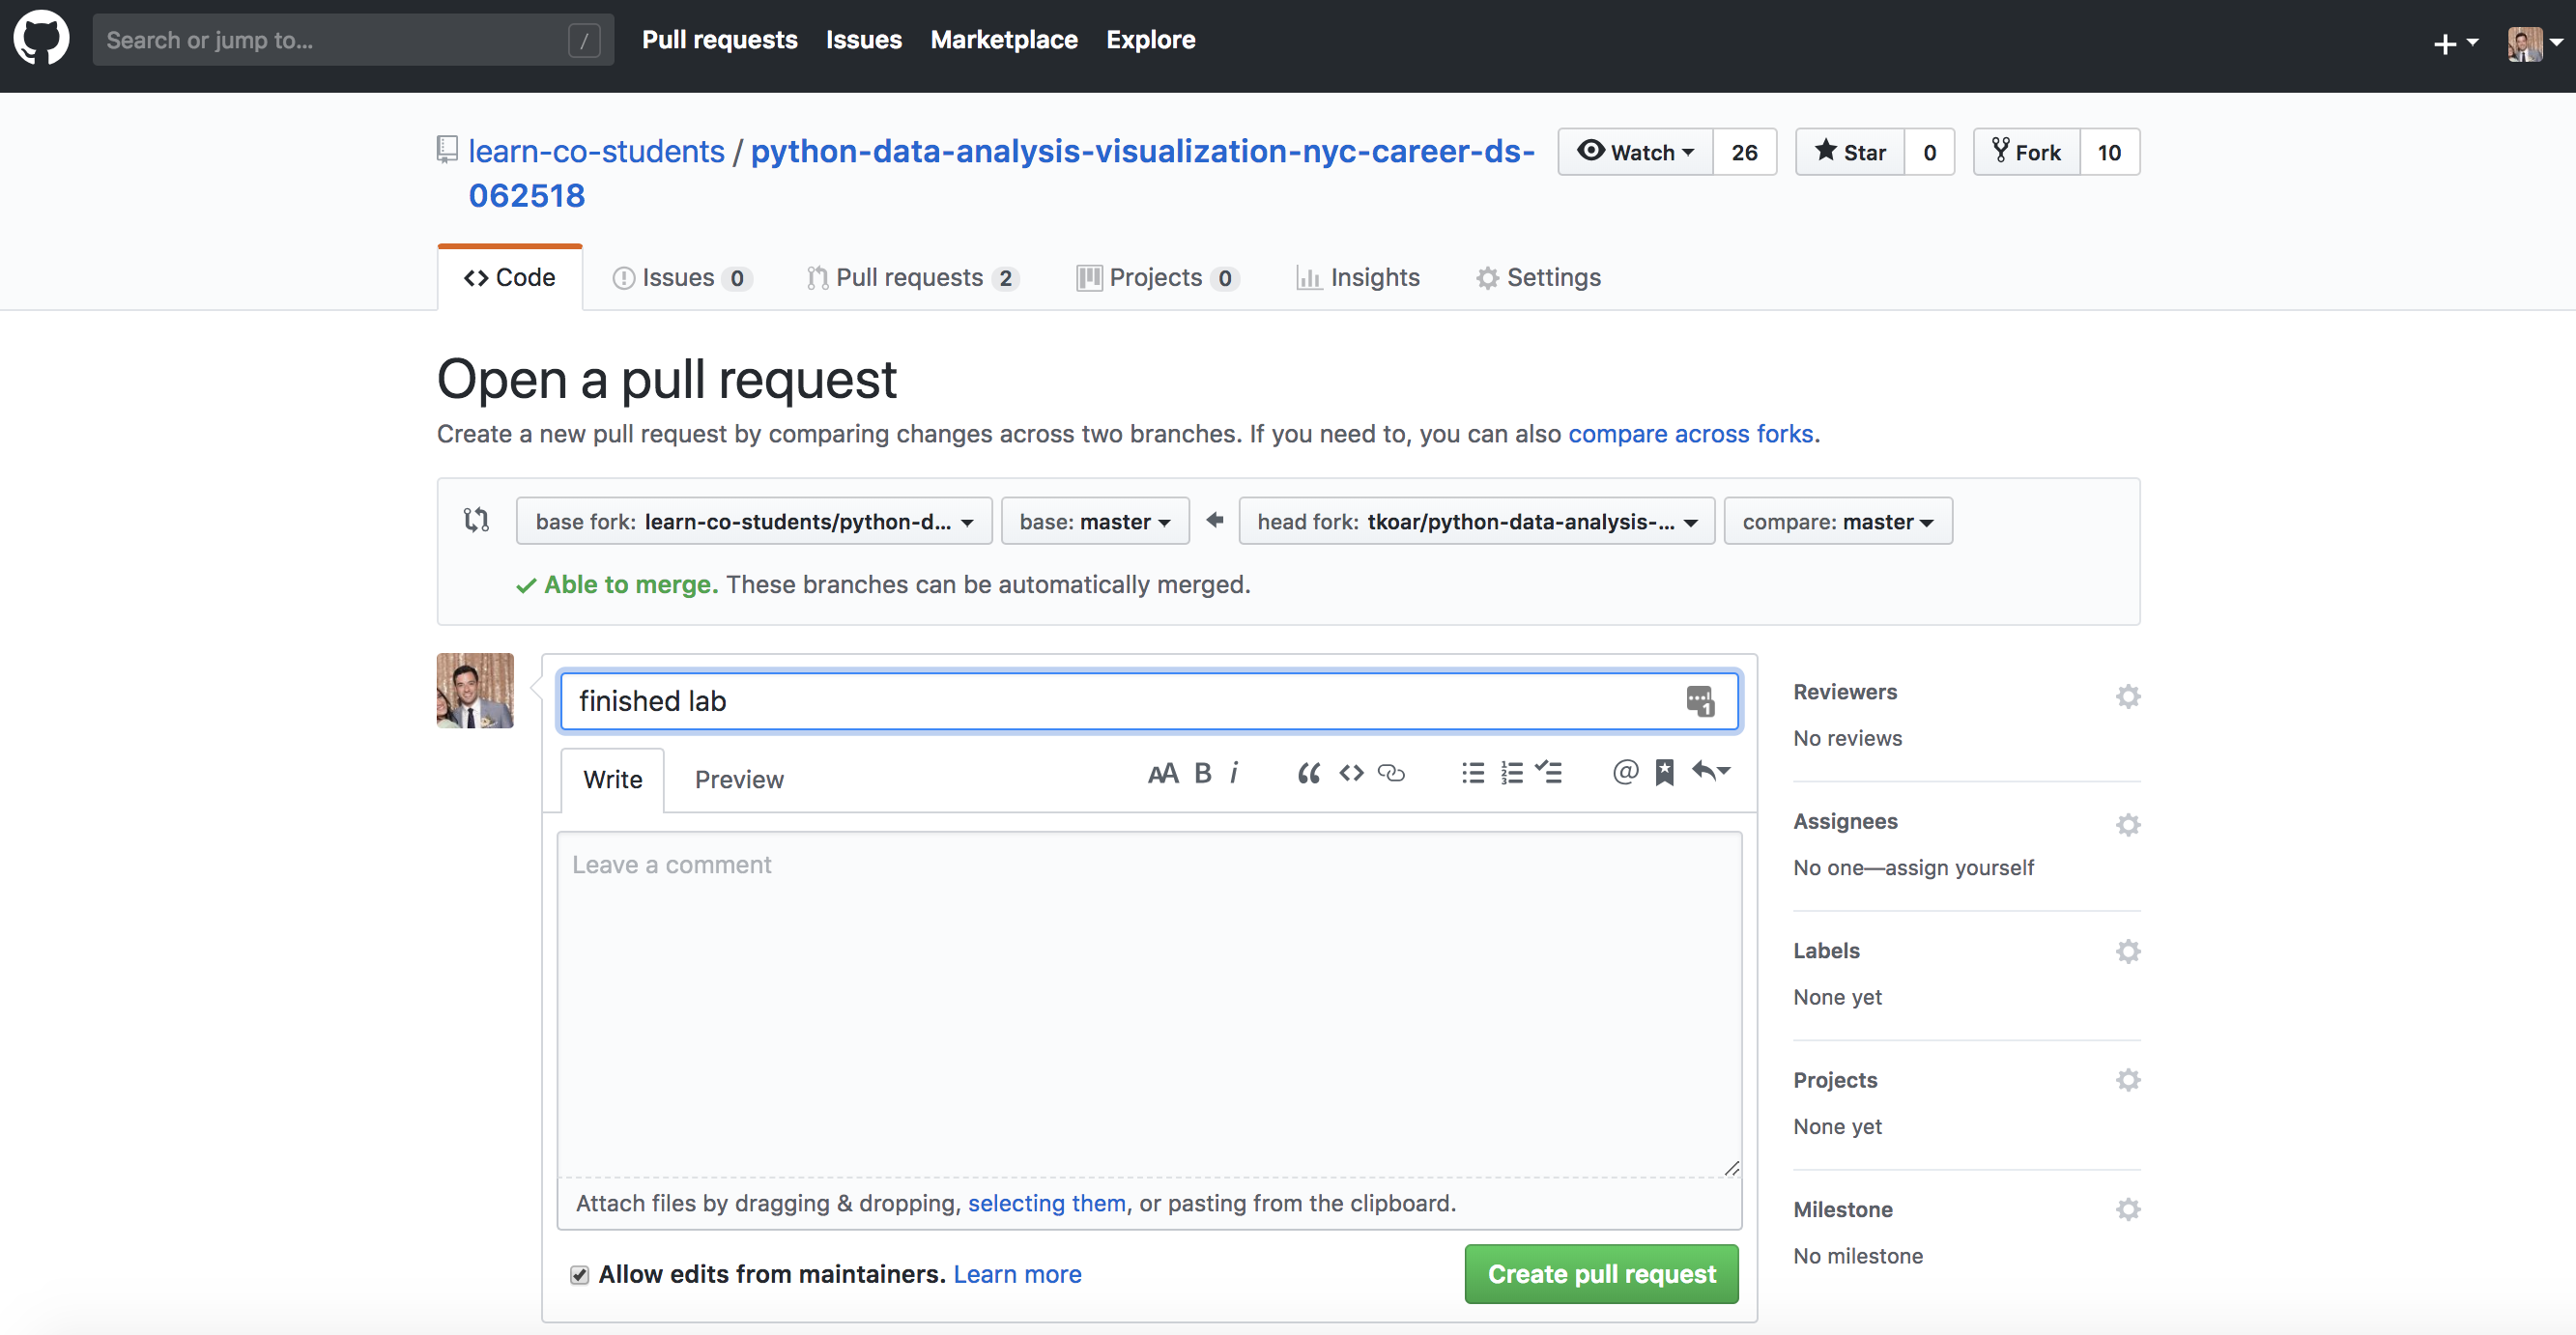 Search or jump to... /
Pull requests Issues Marketplace Explore
learn-co-students / python-data-analysis-visualization-nyc-career-ds-
062518
Watch 26 Star 0 Fork 10
Code Issues 0 Pull requests 2 Projects 0 Insights Settings
Open a pull request
Create a new pull request by comparing changes across two branches. If you need to, you can also compare across forks.
base fork: learn-co-students/python-d... base: master head fork: tkoar/python-data-analysis-... compare: master
Able to merge. These branches can be automatically merged.
finished lab
Write Preview
Leave a comment
Attach files by dragging & dropping, selecting them, or pasting from the clipboard.
Allow edits from maintainers. Learn more
Create pull request
Reviewers
No reviews
Assignees
No one—assign yourself
Labels
None yet
Projects
None yet
Milestone
No milestone